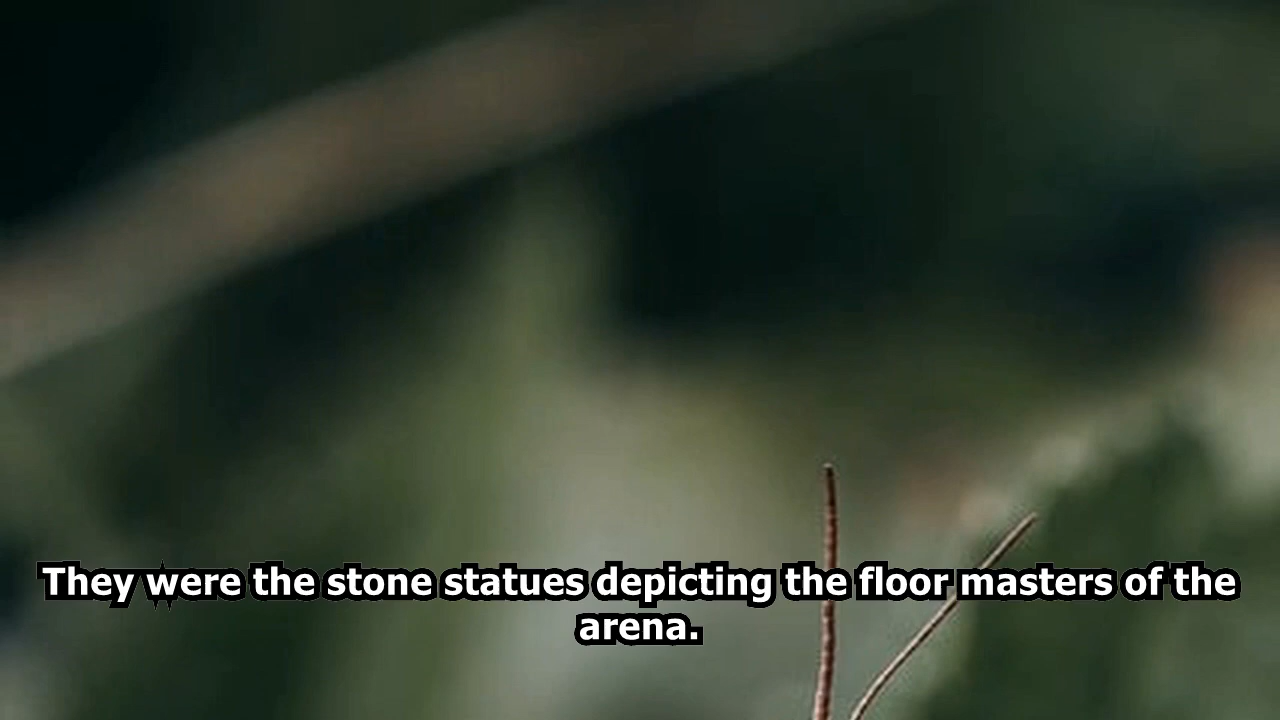 They were the stone statues depicting the floor masters of the
arena.